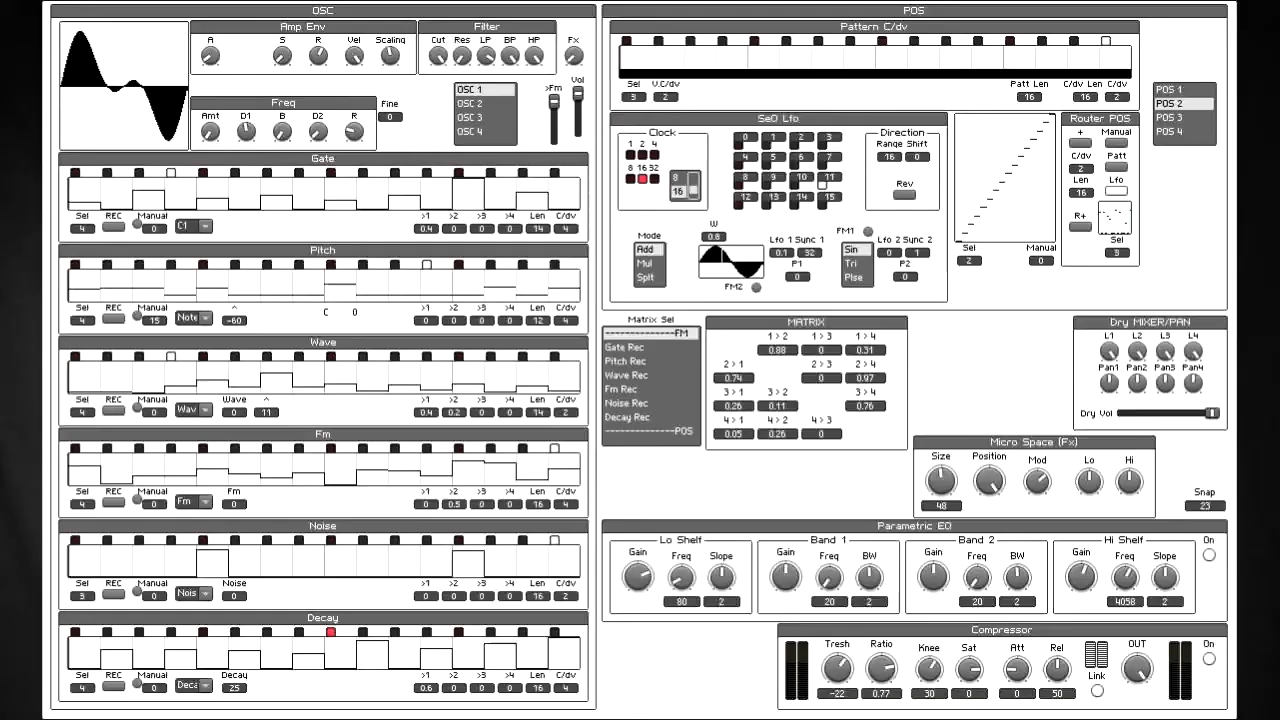 OSC
Amp Env
A S R Vel Scaling
Filter
Cut Res LP BP HP
Fx
Freq
Amt D1 B D2 R
Fine
0
OSC 1
OSC 2
OSC 3
OSC 4
>Fm
Vol
Gate
Sel REC Manual >1 >2 >3 >4 Len C/dv
4 0 C1 0.4 0 0 0 14 4
Pitch
Sel REC Manual ^ C 0 >1 >2 >3 >4 Len C/dv
4 15 Note -60 0 0 0 0 12 4
Wave
Sel REC Manual Wave ^ >1 >2 >3 >4 Len C/dv
4 0 Wav 0 11 0.4 0.2 0 0 14 2
Fm
Sel REC Manual Fm >1 >2 >3 >4 Len C/dv
4 0 Fm 0 0 0.5 0 0 16 4
Noise
Sel REC Manual Noise >1 >2 >3 >4 Len C/dv
3 0 Nois 0 0 0 0 0 16 2
Decay
Sel REC Manual Decay >1 >2 >3 >4 Len C/dv
4 0 Deca 25 0.6 0 0 0 16 4
POS
Pattern C/dv
Sel V.C/dv Patt Len C/dv Len C/dv
3 2 16 16 2
POS 1
POS 2
POS 3
POS 4
SeQ Lfo
Clock
1 2 4
8 16 32
8
16
0 1 2 3
4 5 6 7
8 9 10 11
12 13 14 15
Direction
Range Shift
16 0
Rev
Mode
Add
Mul
Splt
W
0.8
FM2
Lfo 1 Sync 1
0.1 32
P1
0
FM1
Sin
Tri
Plse
Lfo 2 Sync 2
0 1
P2
0
Sel Manual
2 0
Router POS
+ Manual
C/dv Patt
2
Len Lfo
16
R+
Sel
3
Matrix Sel
---------------FM
Gate Rec
Pitch Rec
Wave Rec
Fm Rec
Noise Rec
Decay Rec
---------------POS
MATRIX
1>2 1>3 1>4
0.88 0 0.31
2>1 2>3 2>4
0.74 0 0.97
3>1 3>2 3>4
0.26 0.11 0.76
4>1 4>2 4>3
0.05 0.26 0
Dry MIXER/PAN
L1 L2 L3 L4
Pan1 Pan2 Pan3 Pan4
Dry Vol
Micro Space (Fx)
Size Position Mod Lo Hi
48
Snap
23
Parametric EQ
Lo Shelf
Gain Freq Slope
80 2
Band 1
Gain Freq BW
20 2
Band 2
Gain Freq BW
20 2
Hi Shelf
Gain Freq Slope
4058 2
On
Compressor
Tresh Ratio Knee Sat Att Rel OUT
-22 0.77 30 0 0 50
Link
On